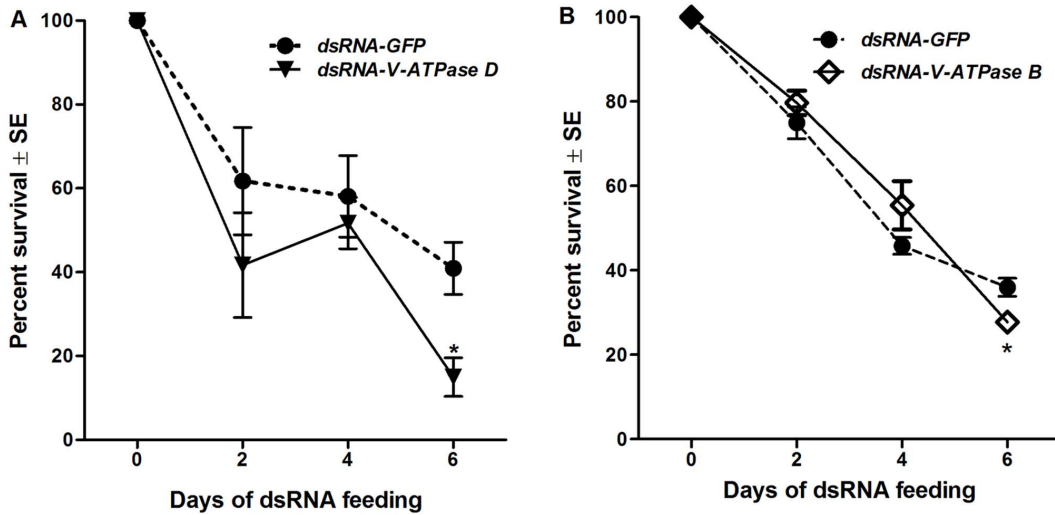 A
Percent survival ± SE
100
80
60
40
20
0
dsRNA-GFP
dsRNA-V-ATPase D
*
0 2 4 6
Days of dsRNA feeding
B
Percent survival ± SE
100
80
60
40
20
0
dsRNA-GFP
dsRNA-V-ATPase B
*
0 2 4 6
Days of dsRNA feeding